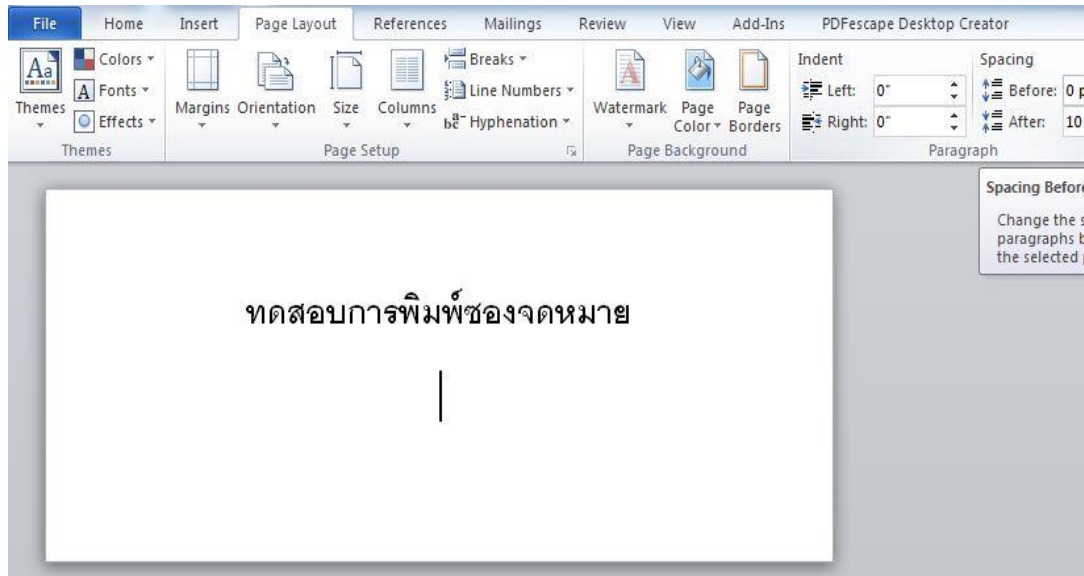 File Home Insert Page Layout References Mailings Review View Add-Ins PDFescape Desktop Creator
Themes
Colors
Fonts
Effects
Themes
Margins
Orientation
Size
Columns
Breaks
Line Numbers
Hyphenation
Page Setup
Watermark
Page Color
Page Borders
Page Background
Indent
Left: 0"
Right: 0"
Spacing
Before: 0 p
After: 10
Paragraph
Spacing Before
Change the s
paragraphs b
the selected
ทดสอบการพิมพ์ซองจดหมาย